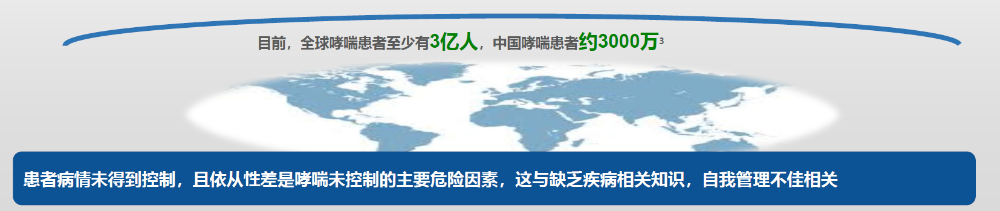 目前，全球哮喘患者至少有3亿人，中国哮喘患者约3000万3
患者病情未得到控制，且依从性差是哮喘未控制的主要危险因素，这与缺乏疾病相关知识，自我管理不佳相关